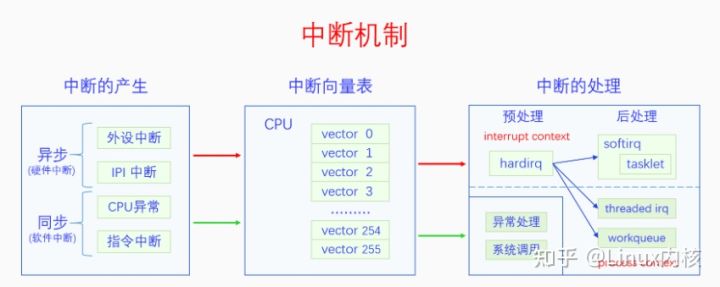 中断机制
中断的产生
异步
(硬件中断)
外设中断
IPI 中断
同步
(软件中断)
CPU异常
指令中断
中断向量表
CPU
vector 0
vector 1
vector 2
vector 3
.........
vector 254
vector 255
中断的处理
预处理
后处理
interrupt context
hardirq
softirq
tasklet
threaded irq
workqueue
异常处理
系统调用
process context
知乎 @Linux内核